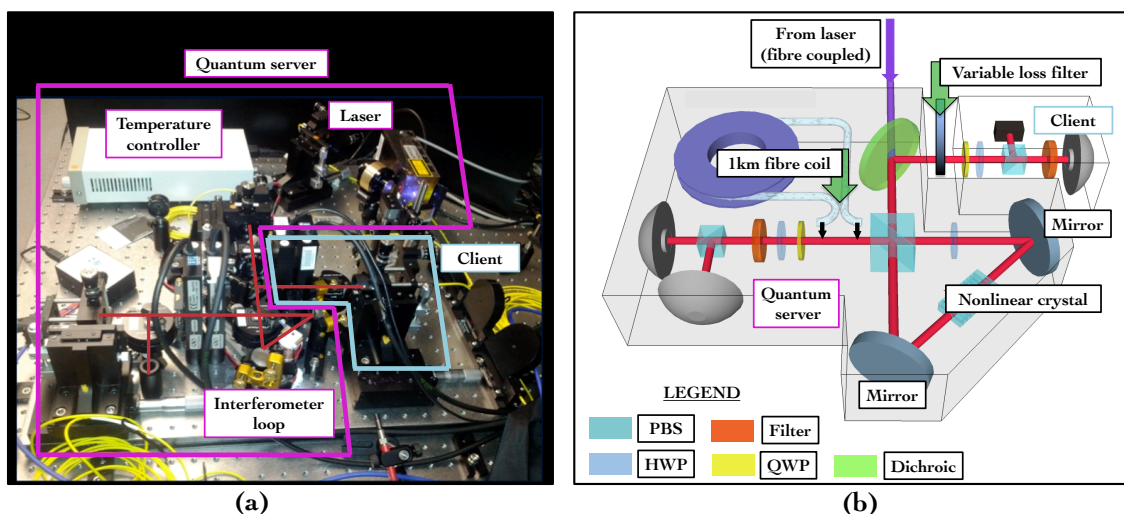 Quantum server
Temperature
controller
Laser
Client
Interferometer
loop
(a)
From laser
(fibre coupled)
Variable loss filter
Client
1km fibre coil
Mirror
Nonlinear crystal
Quantum
server
Mirror
LEGEND
PBS
Filter
HWP
QWP
Dichroic
(b)